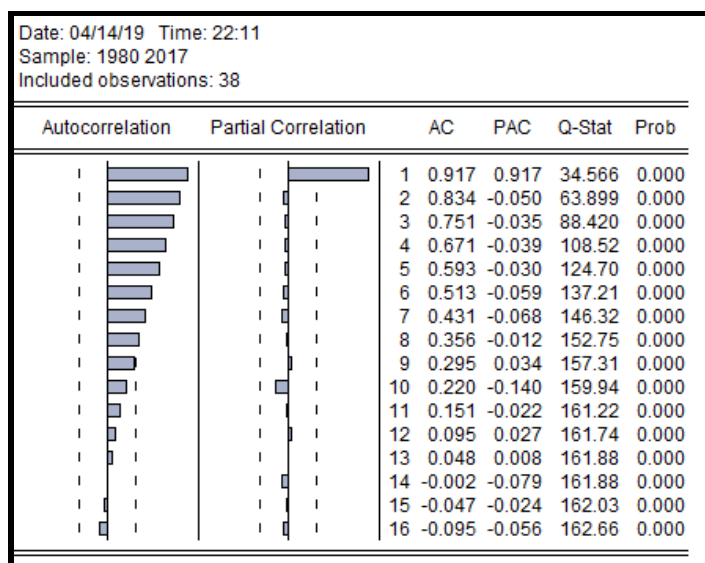 Date: 04/14/19 Time: 22:11
Sample: 1980 2017
Included observations: 38
Autocorrelation Partial Correlation AC PAC Q-Stat Prob
1 0.917 0.917 34.566 0.000
2 0.834 -0.050 63.899 0.000
3 0.751 -0.035 88.420 0.000
4 0.671 -0.039 108.52 0.000
5 0.593 -0.030 124.70 0.000
6 0.513 -0.059 137.21 0.000
7 0.431 -0.068 146.32 0.000
8 0.356 -0.012 152.75 0.000
9 0.295 0.034 157.31 0.000
10 0.220 -0.140 159.94 0.000
11 0.151 -0.022 161.22 0.000
12 0.095 0.027 161.74 0.000
13 0.048 0.008 161.88 0.000
14 -0.002 -0.079 161.88 0.000
15 -0.047 -0.024 162.03 0.000
16 -0.095 -0.056 162.66 0.000